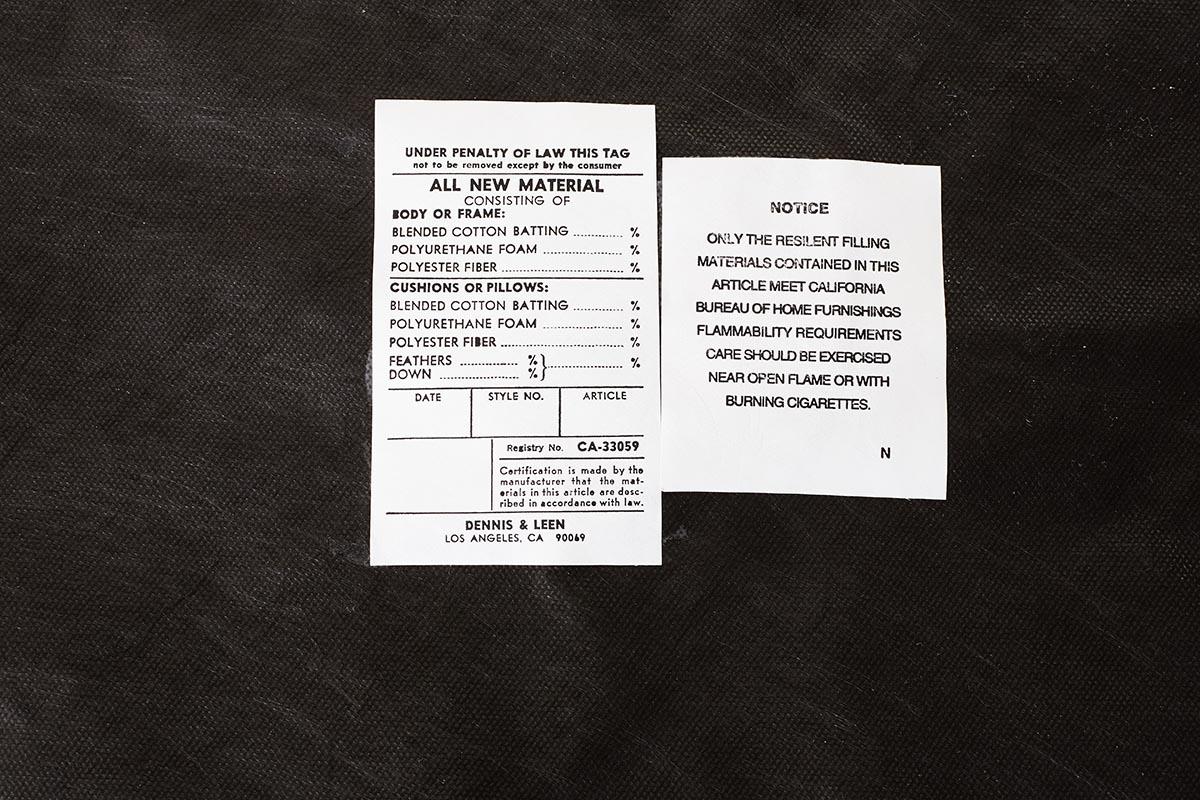 UNDER PENALTY OF LAW THIS TAG
not to be removed except by the consumer
ALL NEW MATERIAL
CONSISTING OF
BODY OR FRAME:
BLENDED COTTON BATTING ............ %
POLYURETHANE FOAM .................... %
POLYESTER FIBER ............................. %
CUSHIONS OR PILLOWS:
BLENDED COTTON BATTING ............ %
POLYURETHANE FOAM .................... %
POLYESTER FIBER ............................. %
FEATHERS .............. % } .................. %
DOWN ................... %
DATE STYLE NO. ARTICLE
Registry No. CA-33059
Certification is made by the
manufacturer that the mat-
erials in this article are desc-
ribed in accordance with law.
DENNIS & LEEN
LOS ANGELES, CA 90069
NOTICE
ONLY THE RESILENT FILLING
MATERIALS CONTAINED IN THIS
ARTICLE MEET CALIFORNIA
BUREAU OF HOME FURNISHINGS
FLAMMABILITY REQUIREMENTS
CARE SHOULD BE EXERCISED
NEAR OPEN FLAME OR WITH
BURNING CIGARETTES.
N